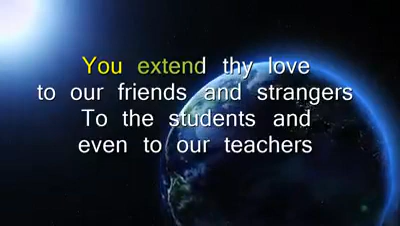 You extend thy love
to our friends and strangers
To the students and
even to our teachers